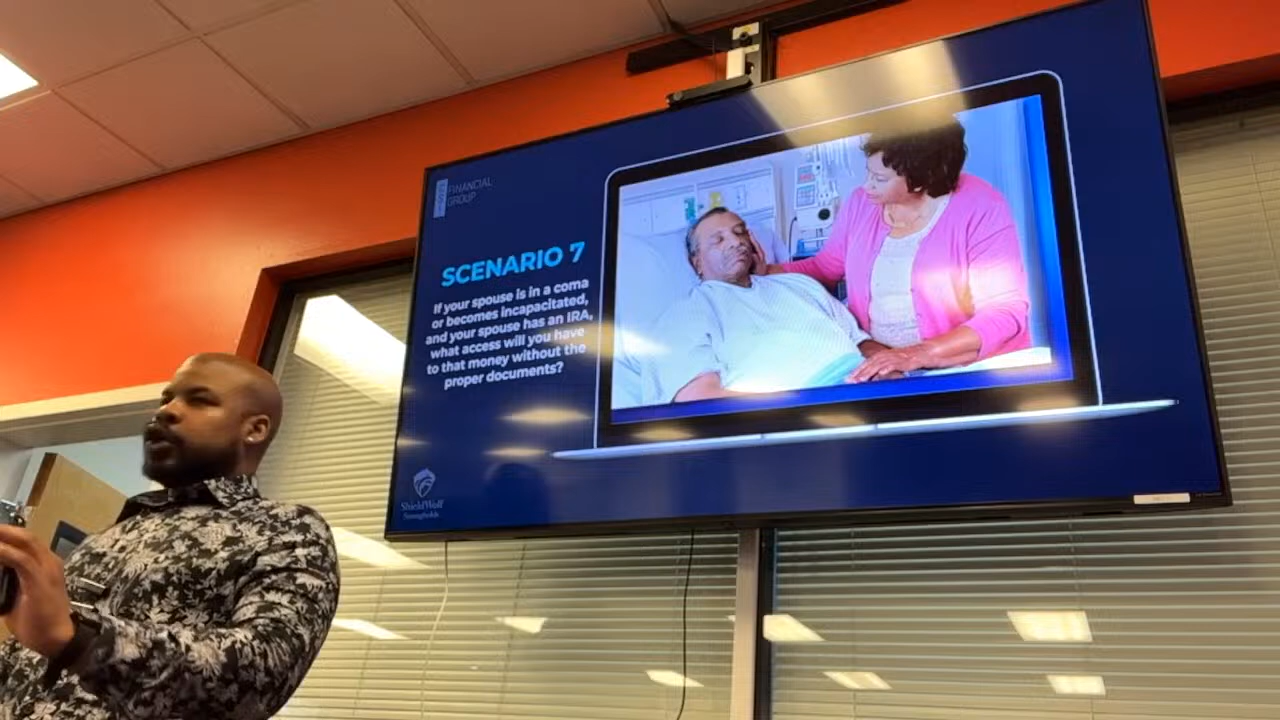 FINANCIAL
GROUP
SCENARIO 7
If your spouse is in a coma
or becomes incapacitated,
and your spouse has an IRA,
what access will you have
to that money without the
proper documents?
ShieldWolf
Strongholds